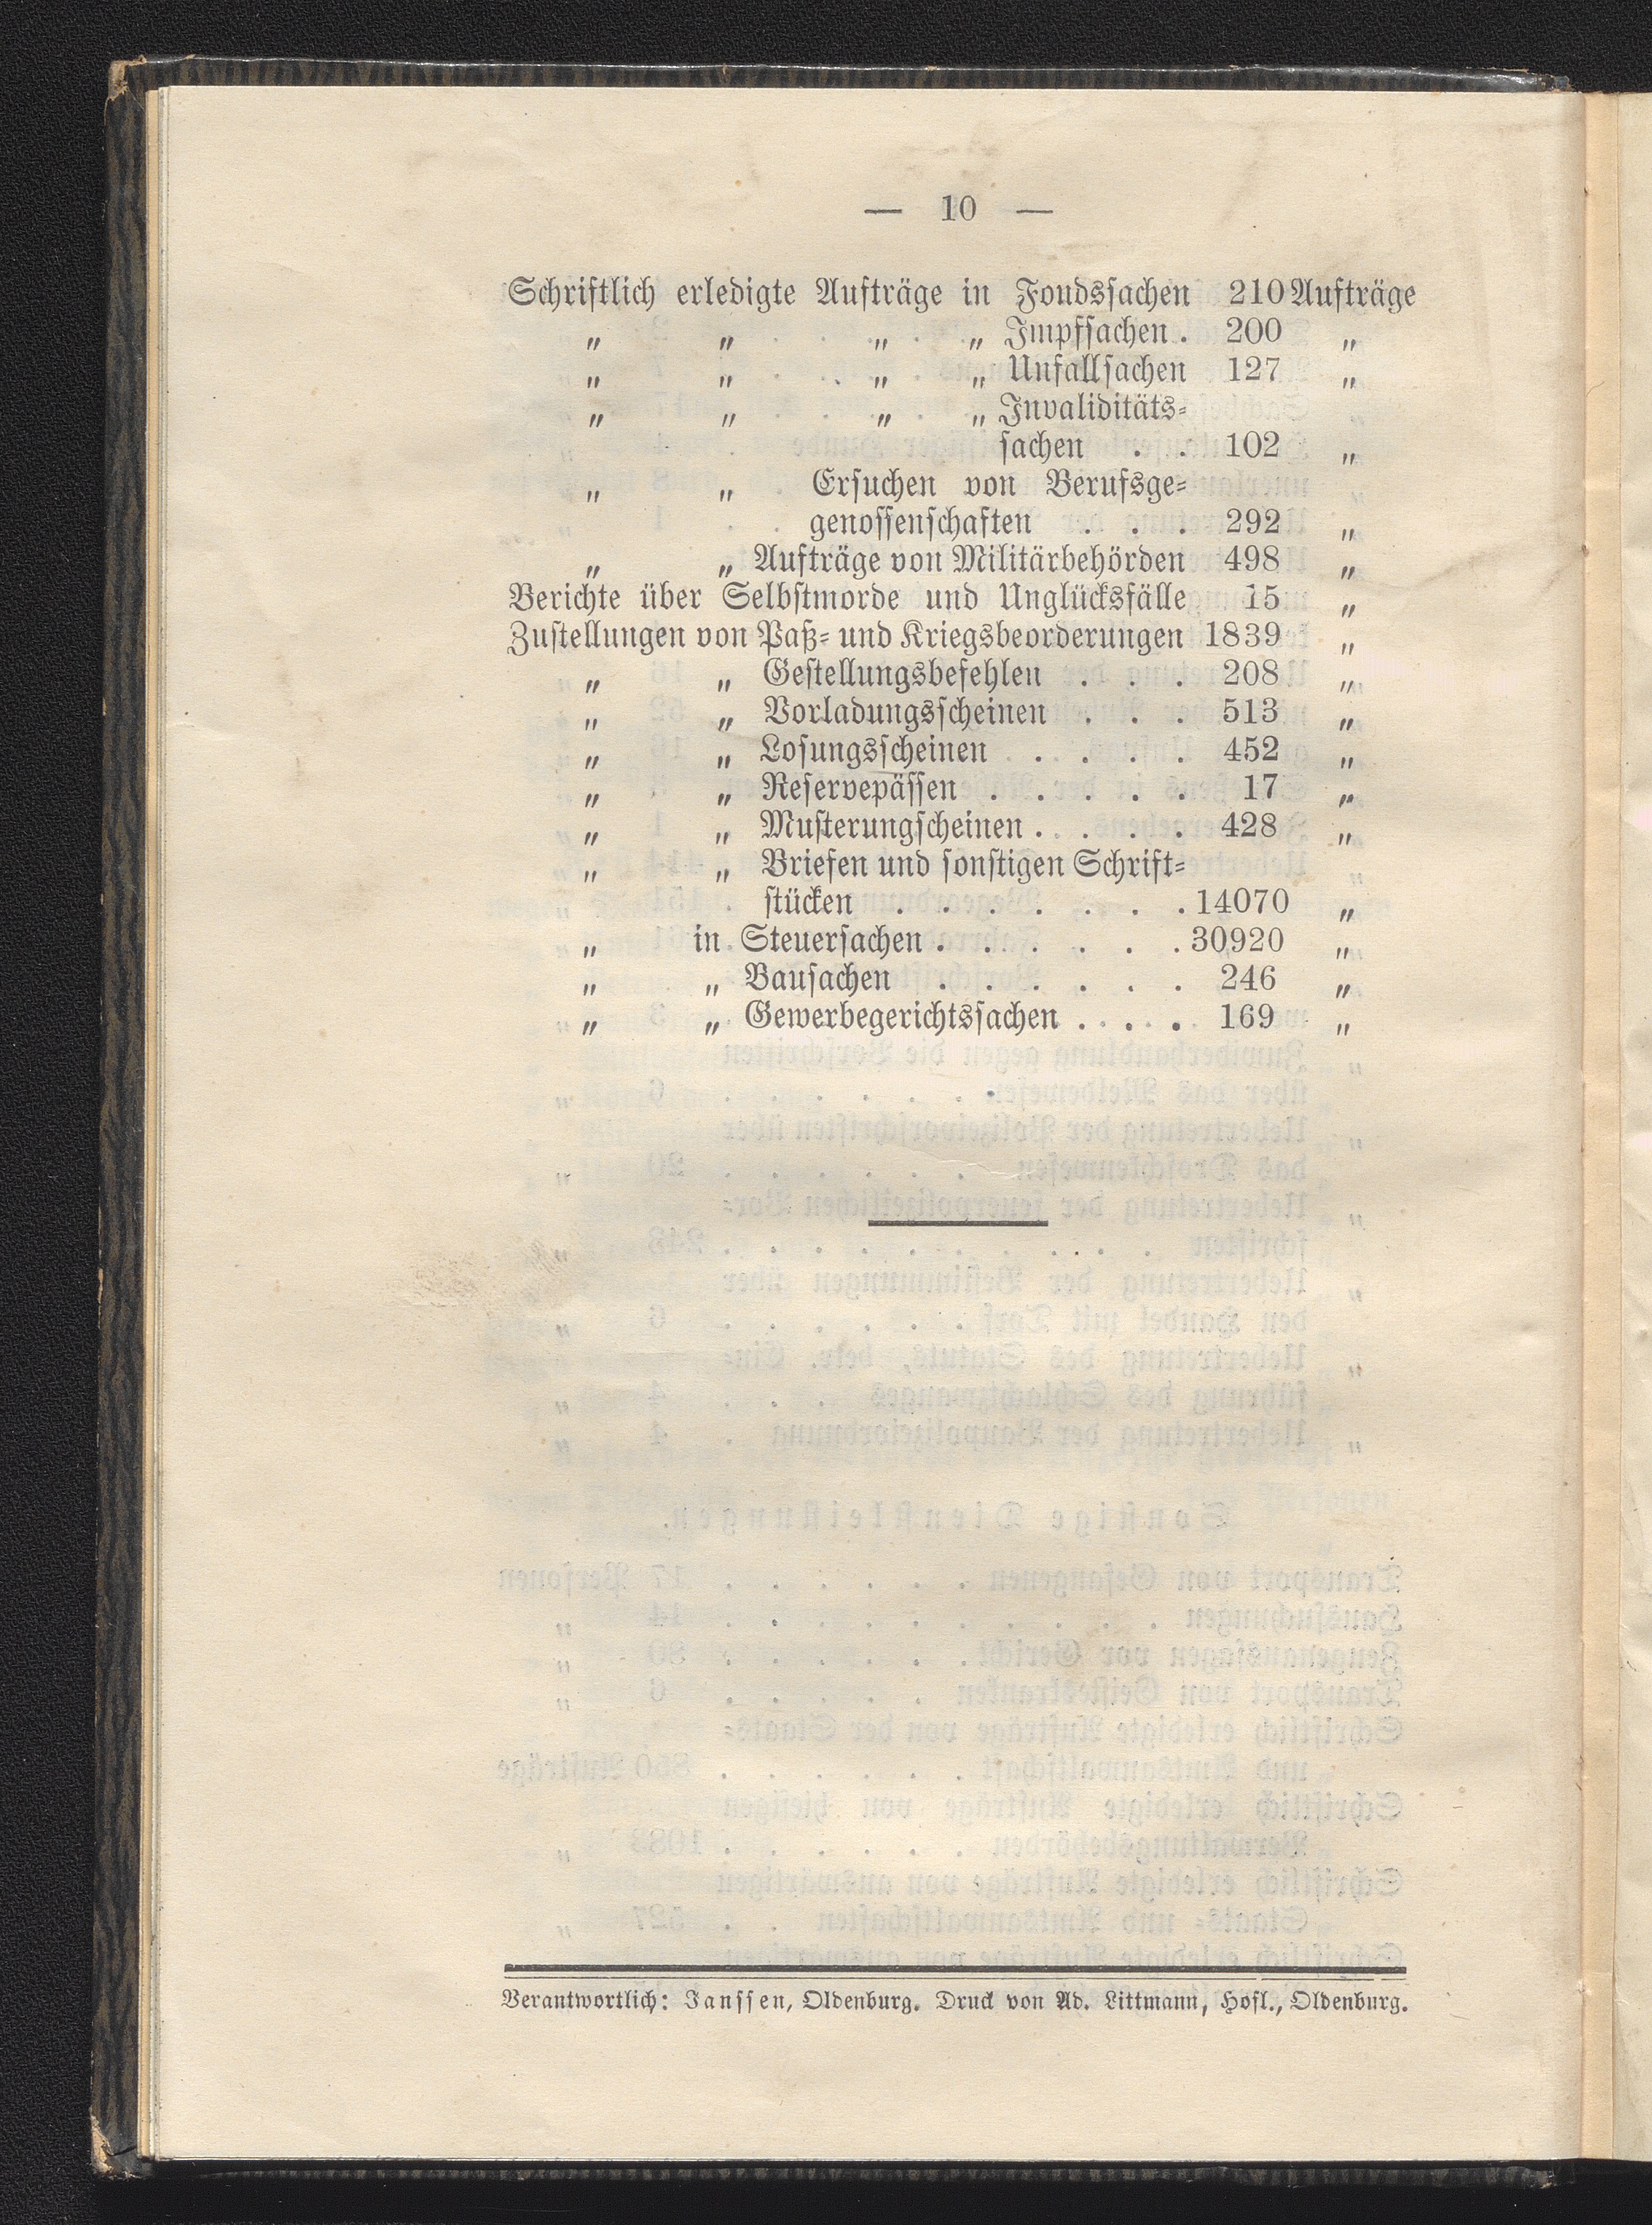 — 10 —
Schriftlich erledigte Aufträge in Fondssachen 210 Aufträge
„ „ „ „ Impfsachen . 200 „
„ „ „ „ Unfallsachen 127 „
„ „ „ „ Invaliditäts-
sachen . . 102 „
„ „ Ersuchen von Berufsge-
genossenschaften . . . 292 „
„ „ Aufträge von Militärbehörden 498 „
Berichte über Selbstmorde und Unglücksfälle 15 „
Zustellungen von Paß- und Kriegsbeorderungen 1839 „
„ „ Gestellungsbefehlen . . . 208 „
„ „ Vorladungsscheinen . . . 513 „
„ „ Losungsscheinen . . . . 452 „
„ „ Reservepässen . . . . . 17 „
„ „ Musterungscheinen . . . . 428 „
„ „ Briefen und sonstigen Schrift-
stücken . . . . . . . 14070 „
„ in Steuersachen . . . . . . 30920 „
„ „ Bausachen . . . . . . 246 „
„ „ Gewerbegerichtssachen . . . 169 „
Verantwortlich: Janssen, Oldenburg. Druck von Ad. Littmann, Hofl., Oldenburg.